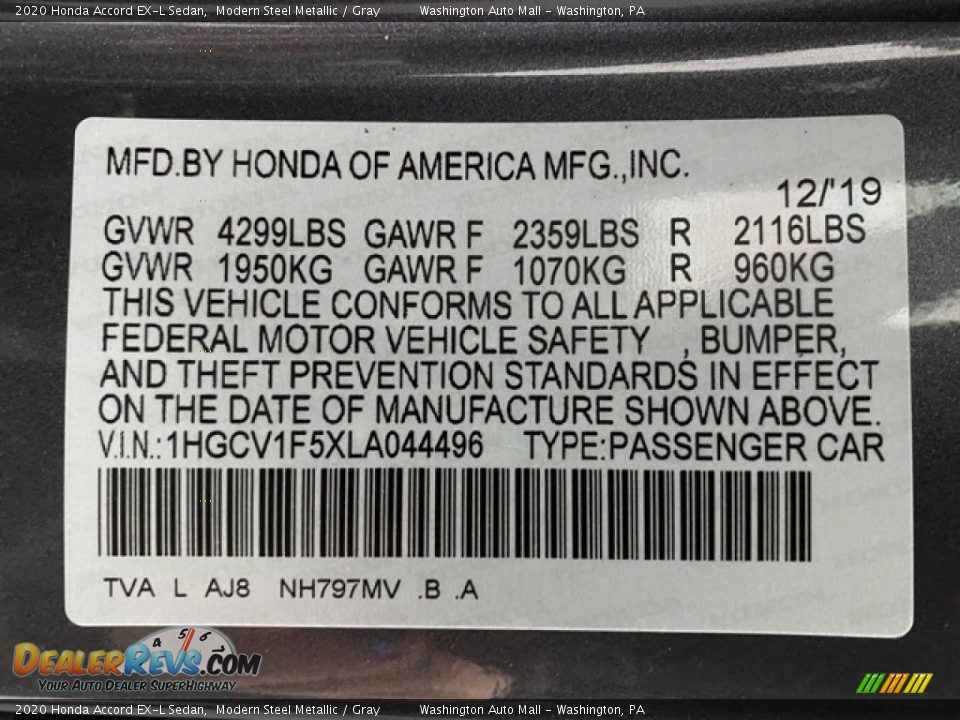 2020 Honda Accord EX-L Sedan, Modern Steel Metallic / Gray Washington Auto Mall - Washington, PA
MFD.BY HONDA OF AMERICA MFG.,INC.
12/'19
GVWR 4299LBS GAWR F 2359LBS R 2116LBS
GVWR 1950KG GAWR F 1070KG R 960KG
THIS VEHICLE CONFORMS TO ALL APPLICABLE
FEDERAL MOTOR VEHICLE SAFETY , BUMPER,
AND THEFT PREVENTION STANDARDS IN EFFECT
ON THE DATE OF MANUFACTURE SHOWN ABOVE.
V.I.N.:1HGCV1F5XLA044496 TYPE:PASSENGER CAR
TVA L AJ8 NH797MV .B .A
4 5 6
DEALERREVS.COM
YOUR AUTO DEALER SUPERHIGHWAY
2020 Honda Accord EX-L Sedan, Modern Steel Metallic / Gray Washington Auto Mall - Washington, PA